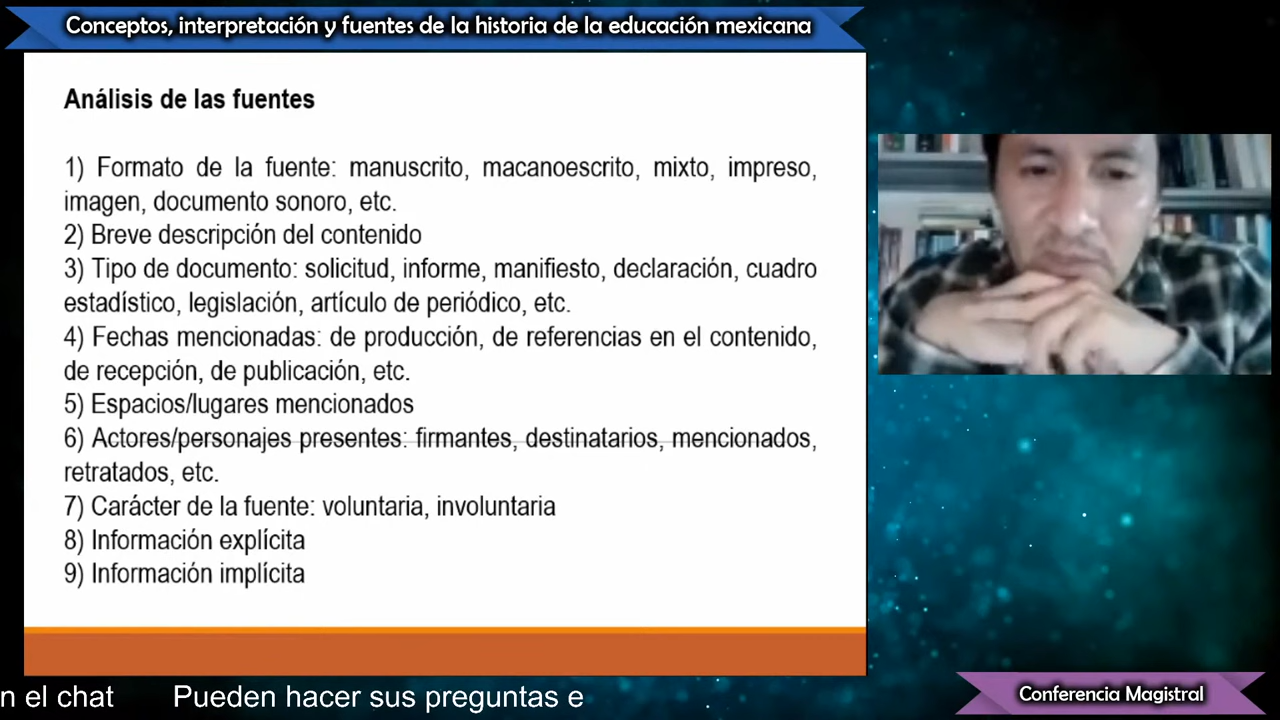 Conceptos, interpretación y fuentes de la historia de la educación mexicana
Análisis de las fuentes
1) Formato de la fuente: manuscrito, macanoescrito, mixto, impreso,
imagen, documento sonoro, etc.
2) Breve descripción del contenido
3) Tipo de documento: solicitud, informe, manifiesto, declaración, cuadro
estadístico, legislación, artículo de periódico, etc.
4) Fechas mencionadas: de producción, de referencias en el contenido,
de recepción, de publicación, etc.
5) Espacios/lugares mencionados
6) Actores/personajes presentes: firmantes, destinatarios, mencionados,
retratados, etc.
7) Carácter de la fuente: voluntaria, involuntaria
8) Información explícita
9) Información implícita
n el chat Pueden hacer sus preguntas e
Conferencia Magistral